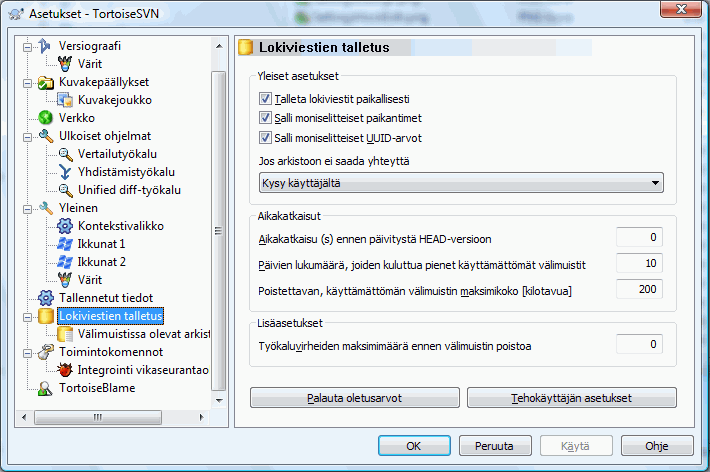 Asetukset - TortoiseSVN
Versiografi
Värit
Kuvakepäällykset
Kuvakejoukko
Verkko
Ulkoiset ohjelmat
Vertailutyökalu
Yhdistämistyökalu
Unified diff-työkalu
Yleinen
Kontekstivalikko
Ikkunat 1
Ikkunat 2
Värit
Tallennetut tiedot
Lokiviestien talletus
Välimuistissa olevat arkist
Toimintokomennot
Integrointi vikaseurantao
TortoiseBlame
Lokiviestien talletus
Yleiset asetukset
Talleta lokiviestit paikallisesti
Salli moniselitteiset paikantimet
Salli moniselitteiset UUID-arvot
Jos arkistoon ei saada yhteyttä
Kysy käyttäjältä
Aikakatkaisut
Aikakatkaisu (s) ennen päivitystä HEAD-versioon 0
Päivien lukumäärä, joiden kuluttua pienet käyttämättömät välimuistit 10
Poistettavan, käyttämättömän välimuistin maksimikoko [kilotavua] 200
Lisäasetukset
Työkaluvirheiden maksimimäärä ennen välimuistin poistoa 0
Palauta oletusarvot Tehokäyttäjän asetukset
OK Peruuta Käytä Ohje